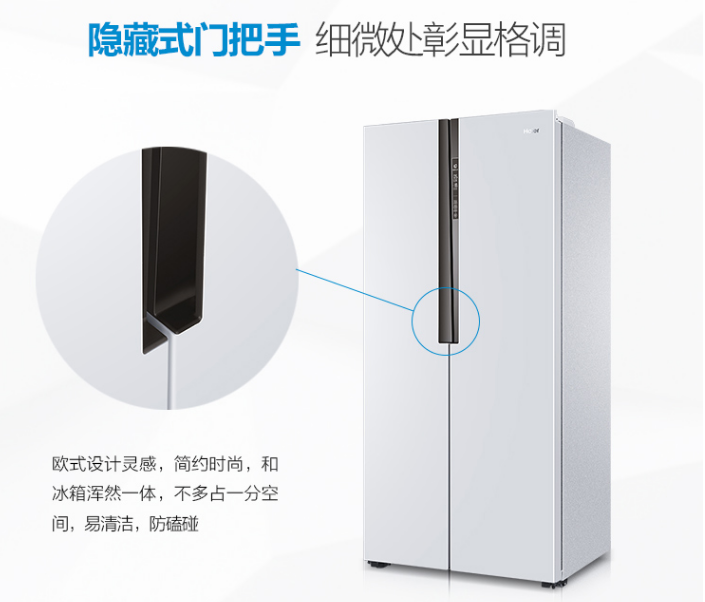 隐藏式门把手 细微处彰显格调
欧式设计灵感，简约时尚，和
冰箱浑然一体，不多占一分空
间，易清洁，防磕碰